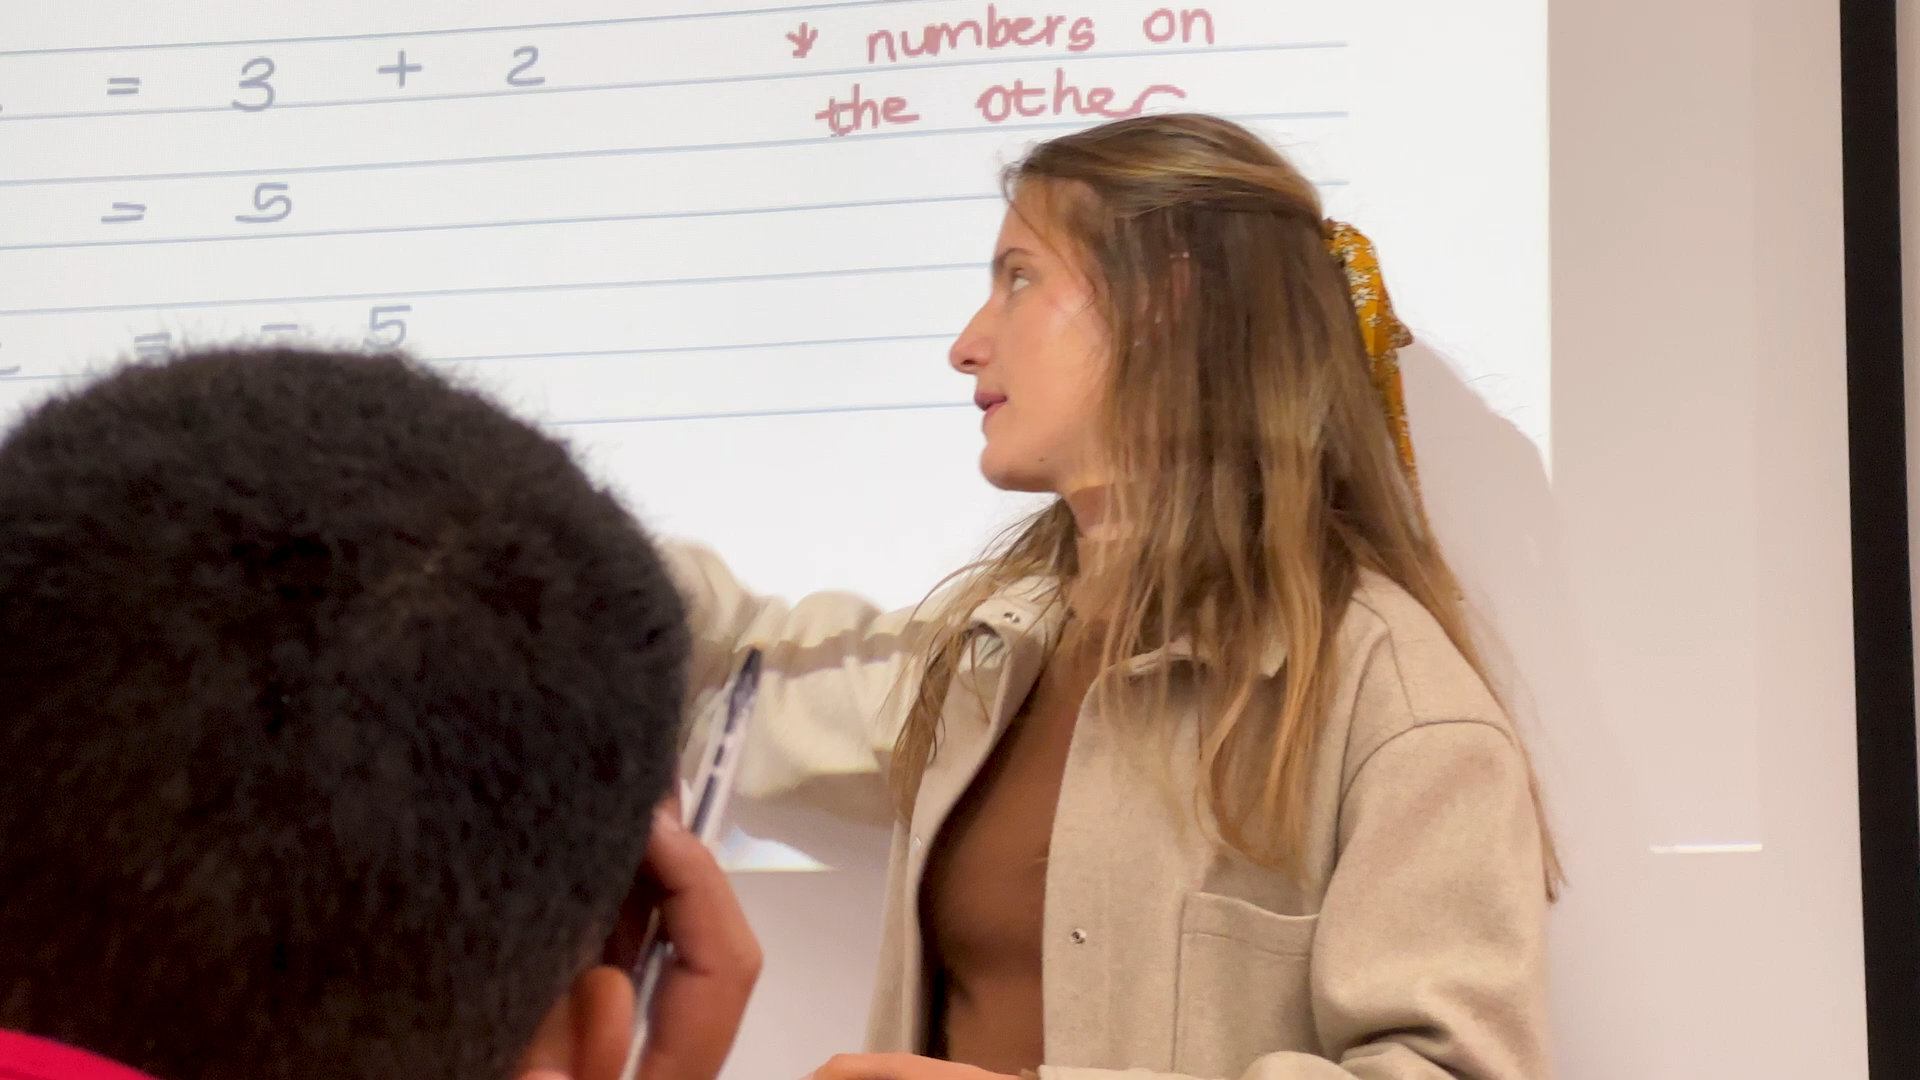 = 3 + 2
* numbers on
the other
= 5
= - 5